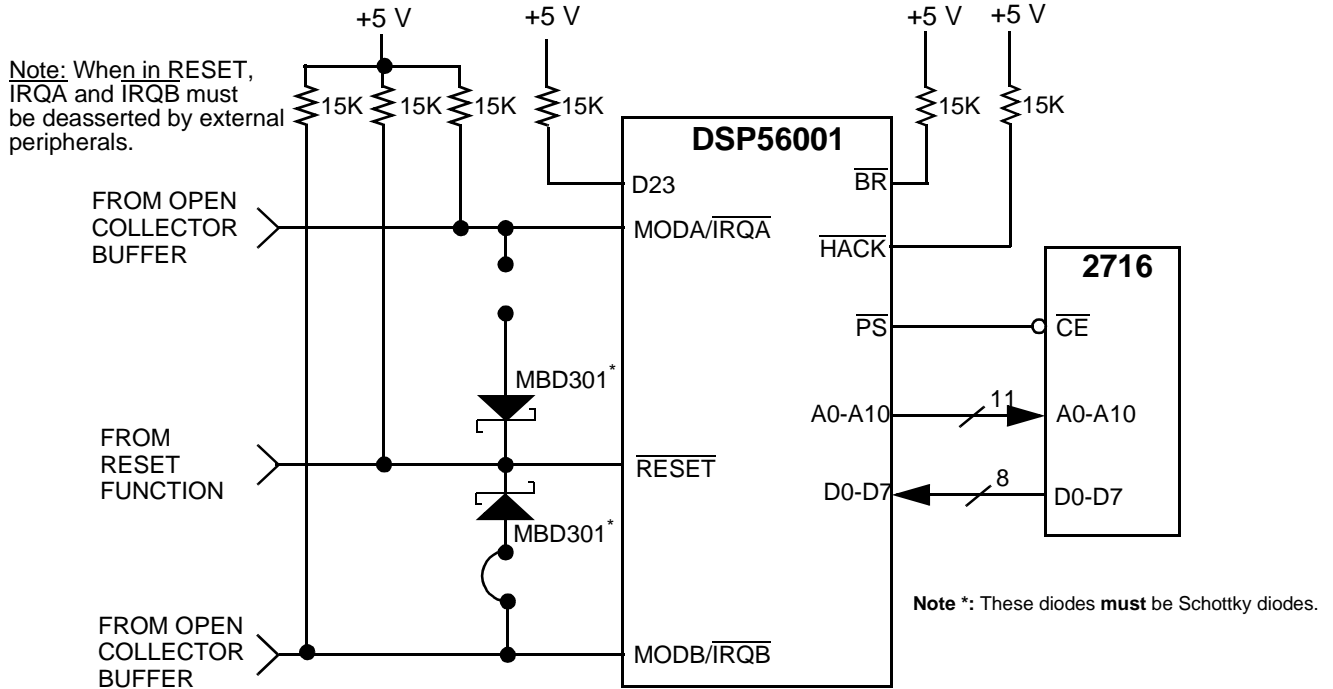 +5 V
+5 V
+5 V
+5 V
Note: When in RESET,
IRQA and IRQB must
be deasserted by external
peripherals.
15K
15K
15K
15K
15K
15K
DSP56001
D23
BR
FROM OPEN
COLLECTOR
BUFFER
MODA/IRQA
HACK
2716
PS
CE
MBD301*
A0-A10
11
A0-A10
FROM
RESET
FUNCTION
RESET
D0-D7
8
D0-D7
MBD301*
Note *: These diodes must be Schottky diodes.
FROM OPEN
COLLECTOR
BUFFER
MODB/IRQB